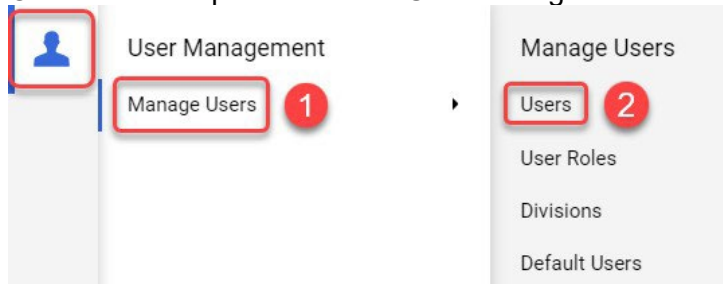 User Management
Manage Users 1
Manage Users
Users 2
User Roles
Divisions
Default Users